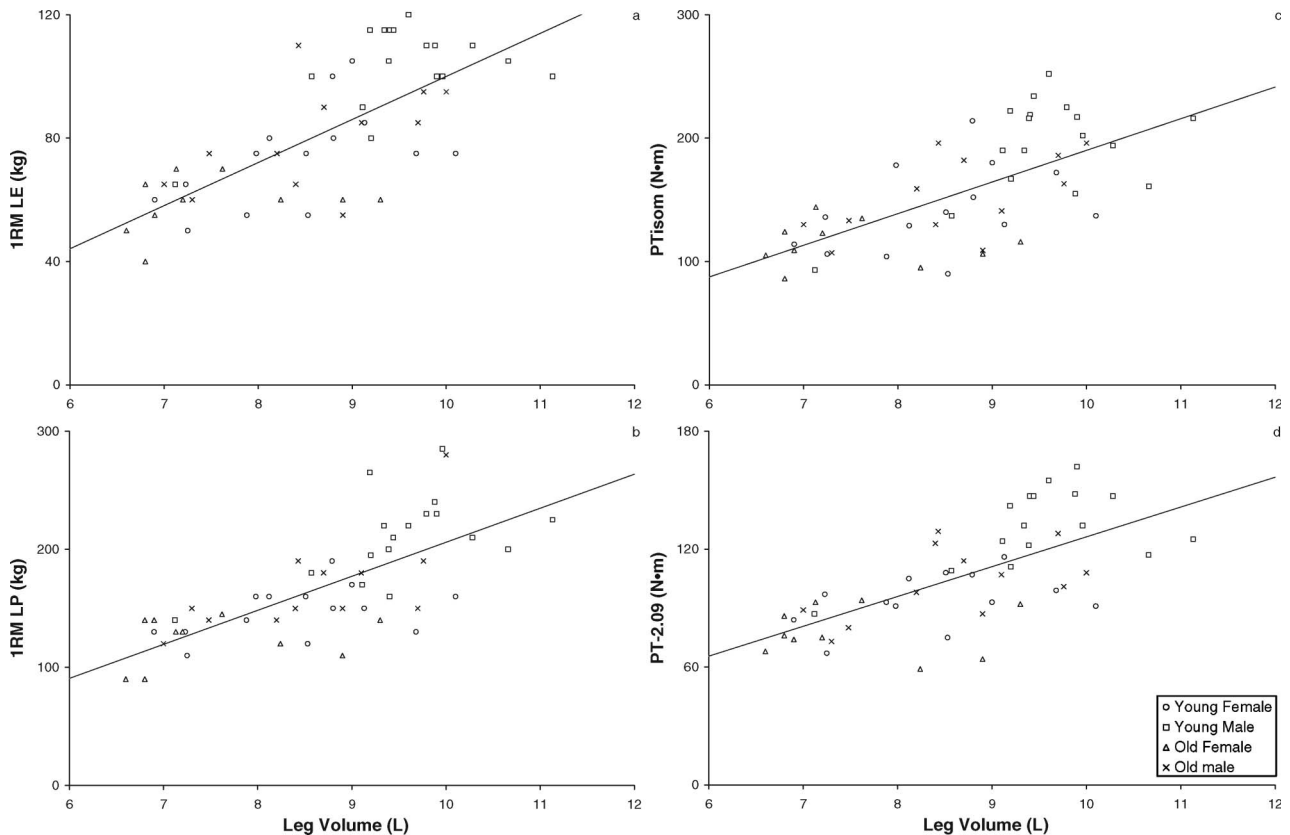 a
120
80
40
0
1RM LE (kg)
6 7 8 9 10 11 12
b
300
200
100
0
1RM LP (kg)
6 7 8 9 10 11 12
Leg Volume (L)
c
300
200
100
0
PTisom (N•m)
6 7 8 9 10 11 12
d
180
120
60
0
PT-2.09 (N•m)
6 7 8 9 10 11 12
Leg Volume (L)
Young Female
Young Male
Old Female
Old male